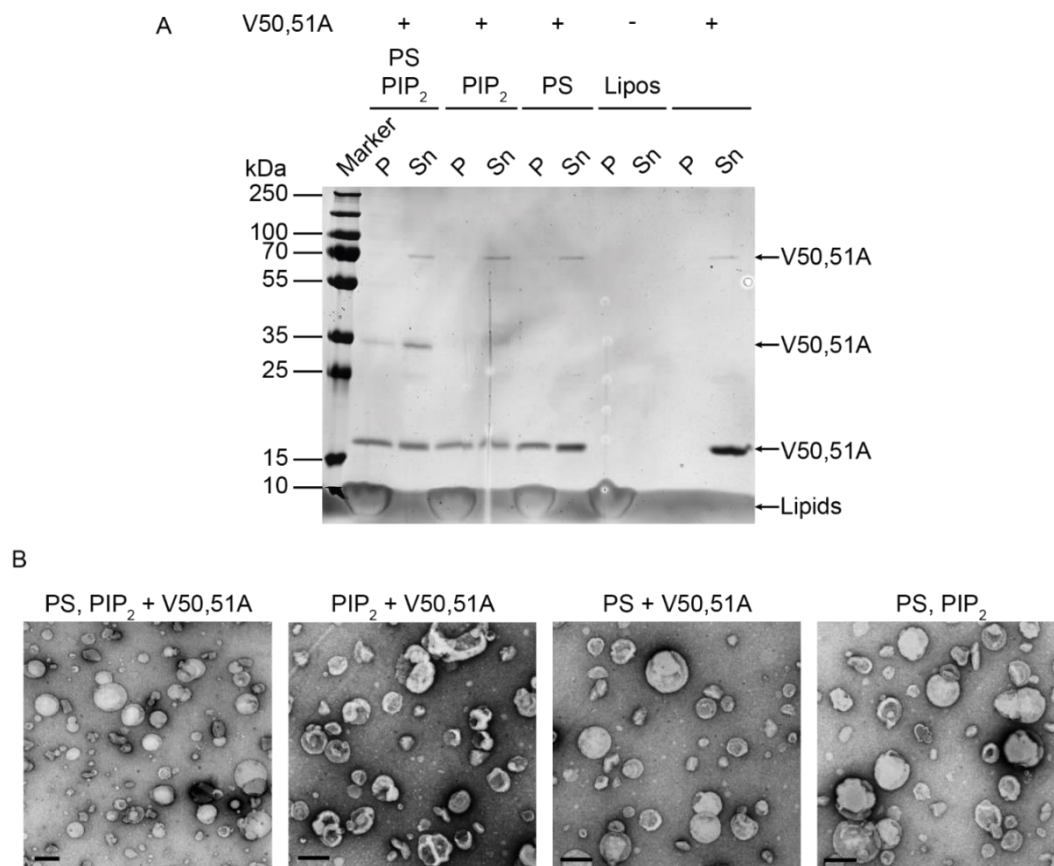 A
V50,51A + + + - +
PS
PIP₂ PIP₂ PS Lipos
Marker P Sn P Sn P Sn P Sn P Sn
kDa
250
100
70
55
35
25
15
10
V50,51A
V50,51A
V50,51A
Lipids
B
PS, PIP₂ + V50,51A PIP₂ + V50,51A PS + V50,51A PS, PIP₂